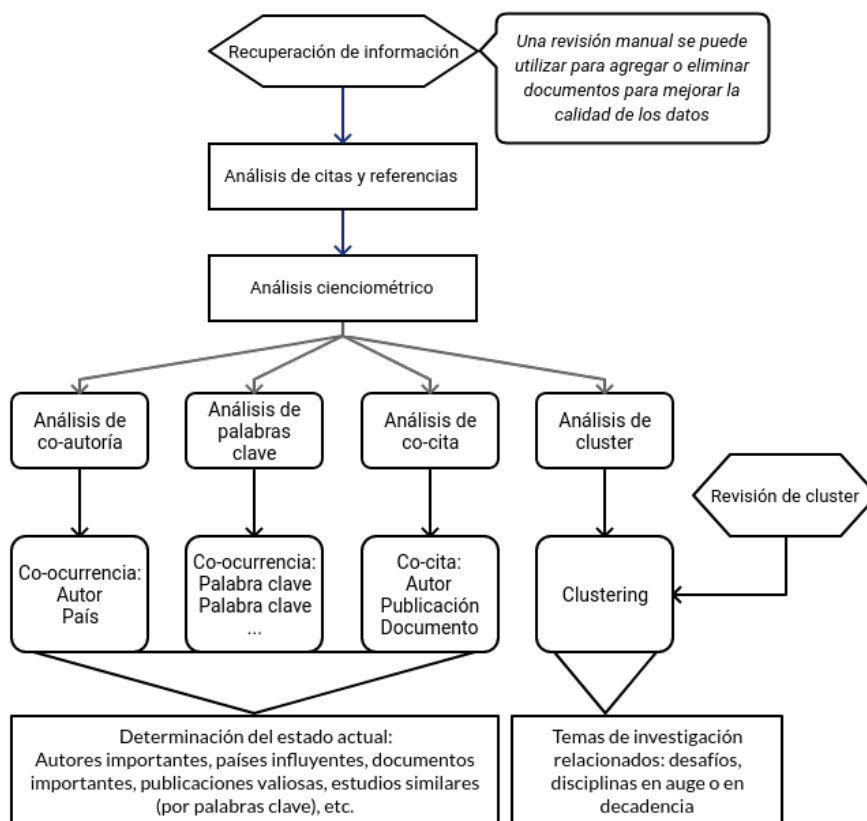 Recuperación de información
Una revisión manual se puede
utilizar para agregar o eliminar
documentos para mejorar la
calidad de los datos
Análisis de citas y referencias
Análisis cienciométrico
Análisis de
co-autoría
Análisis de
palabras
clave
Análisis de
co-cita
Análisis de
cluster
Revisión de cluster
Co-ocurrencia:
Autor
País
Co-ocurrencia:
Palabra clave
Palabra clave
...
Co-cita:
Autor
Publicación
Documento
Clustering
Determinación del estado actual:
Autores importantes, países influyentes, documentos
importantes, publicaciones valiosas, estudios similares
(por palabras clave), etc.
Temas de investigación
relacionados: desafíos,
disciplinas en auge o en
decadencia